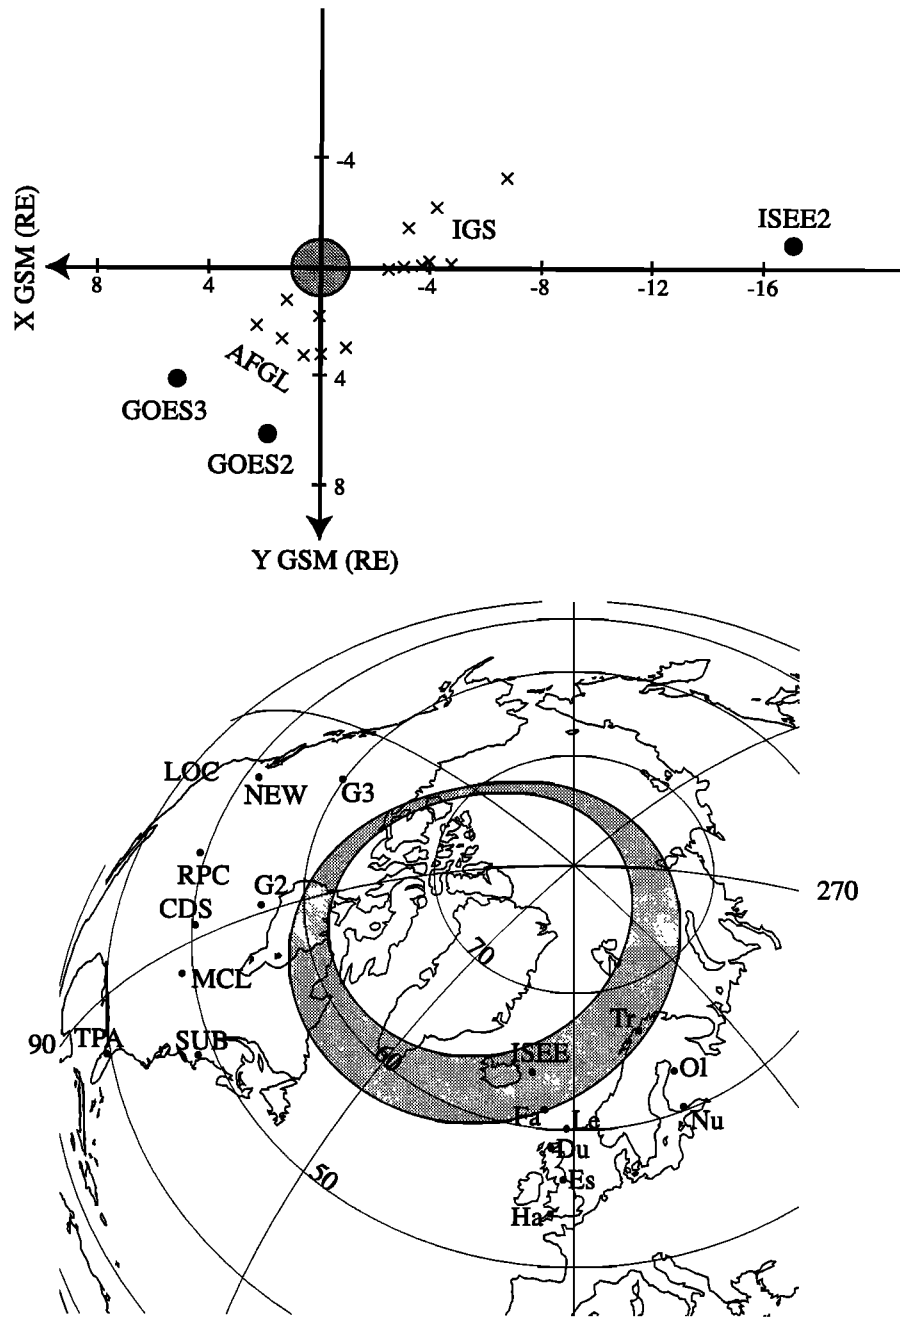 -4
ISEE2
IGS
X GSM (RE)
8
4
-4
-8
-12
-16
AFGL
4
GOES3
GOES2
8
Y GSM (RE)
LOC
NEW
G3
RPC
G2
CDS
270
70
MCL
Tr
90
TPA
SUB
60
ISEE
Ol
Fa
Le
Nu
Du
50
Es
Ha